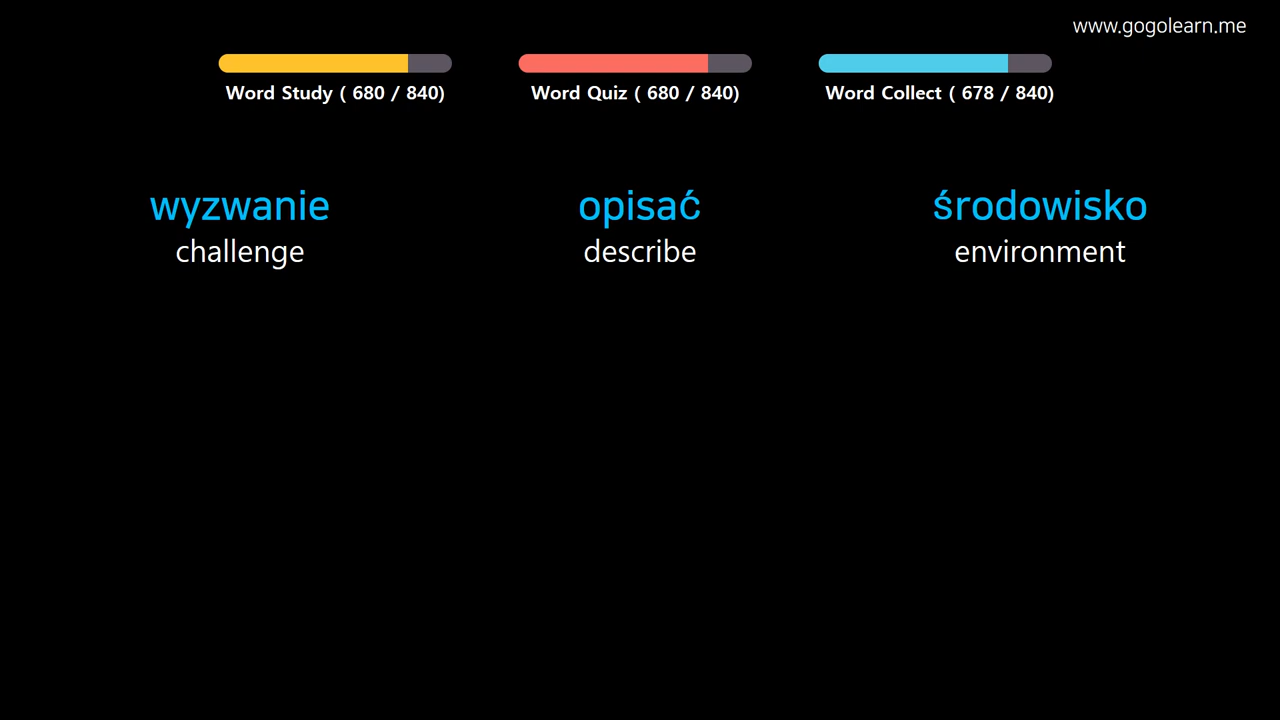 www.gogolearn.me
Word Study ( 680 / 840)
Word Quiz ( 680 / 840)
Word Collect ( 678 / 840)
wyzwanie
challenge
opisać
describe
środowisko
environment